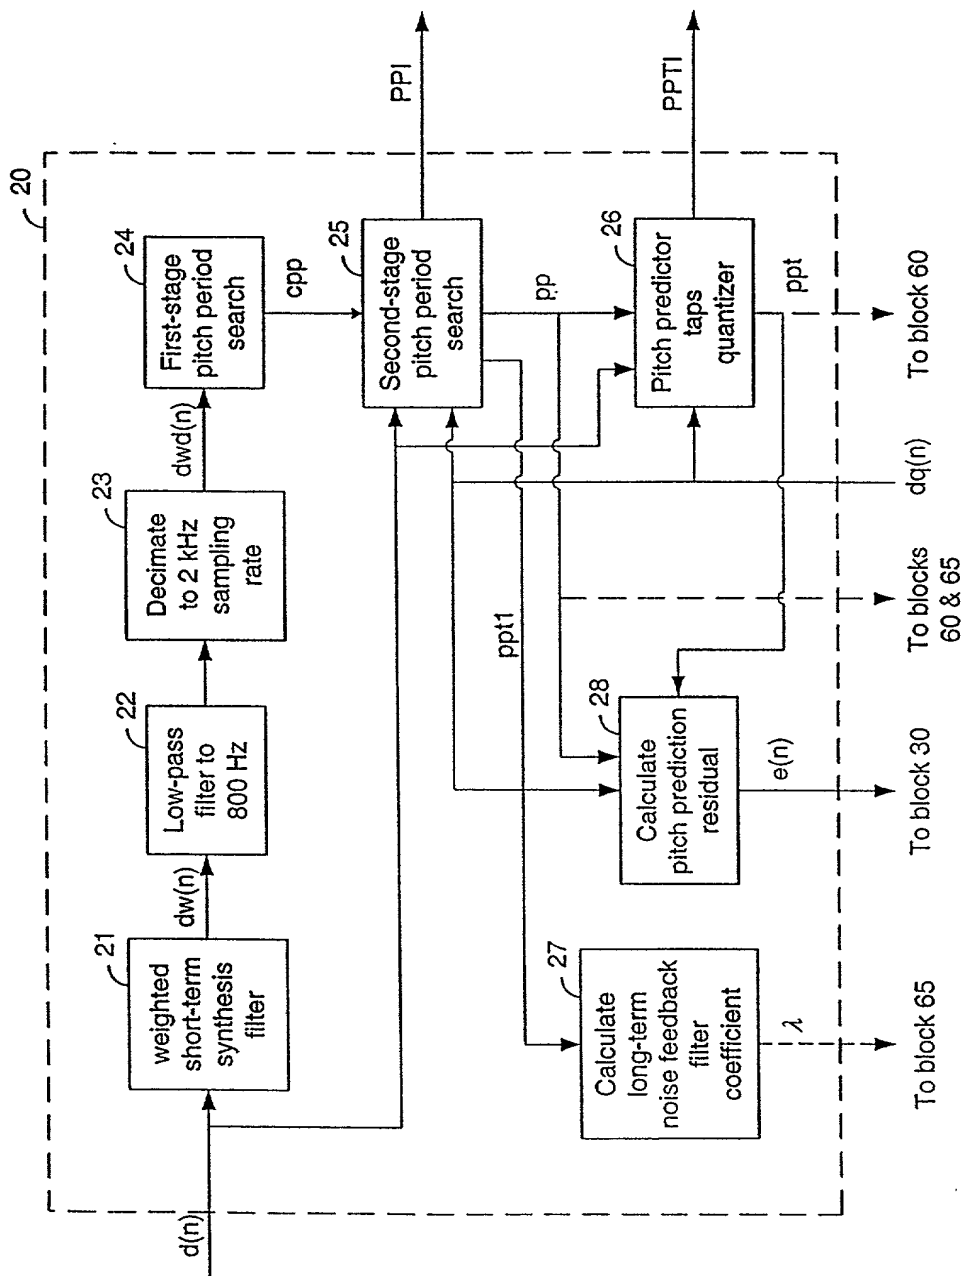 20
d(n)
21
weighted
short-term
synthesis
filter
dw(n)
22
Low-pass
filter to
800 Hz
23
Decimate
to 2 kHz
sampling
rate
dwd(n)
24
First-stage
pitch period
search
cpp
25
Second-stage
pitch period
search
PPI
ppt1
pp
26
Pitch predictor
taps
quantizer
PPTI
ppt
27
Calculate
long-term
noise feedback
filter
coefficient
λ
28
Calculate
pitch prediction
residual
e(n)
To block 65
To block 30
To blocks
60 & 65
dq(n)
To block 60